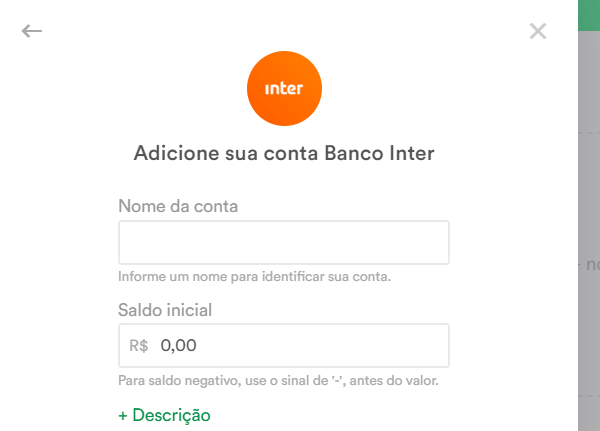 inter
Adicione sua conta Banco Inter
Nome da conta
Informe um nome para identificar sua conta.
Saldo inicial
R$ 0,00
Para saldo negativo, use o sinal de '-', antes do valor.
+ Descrição